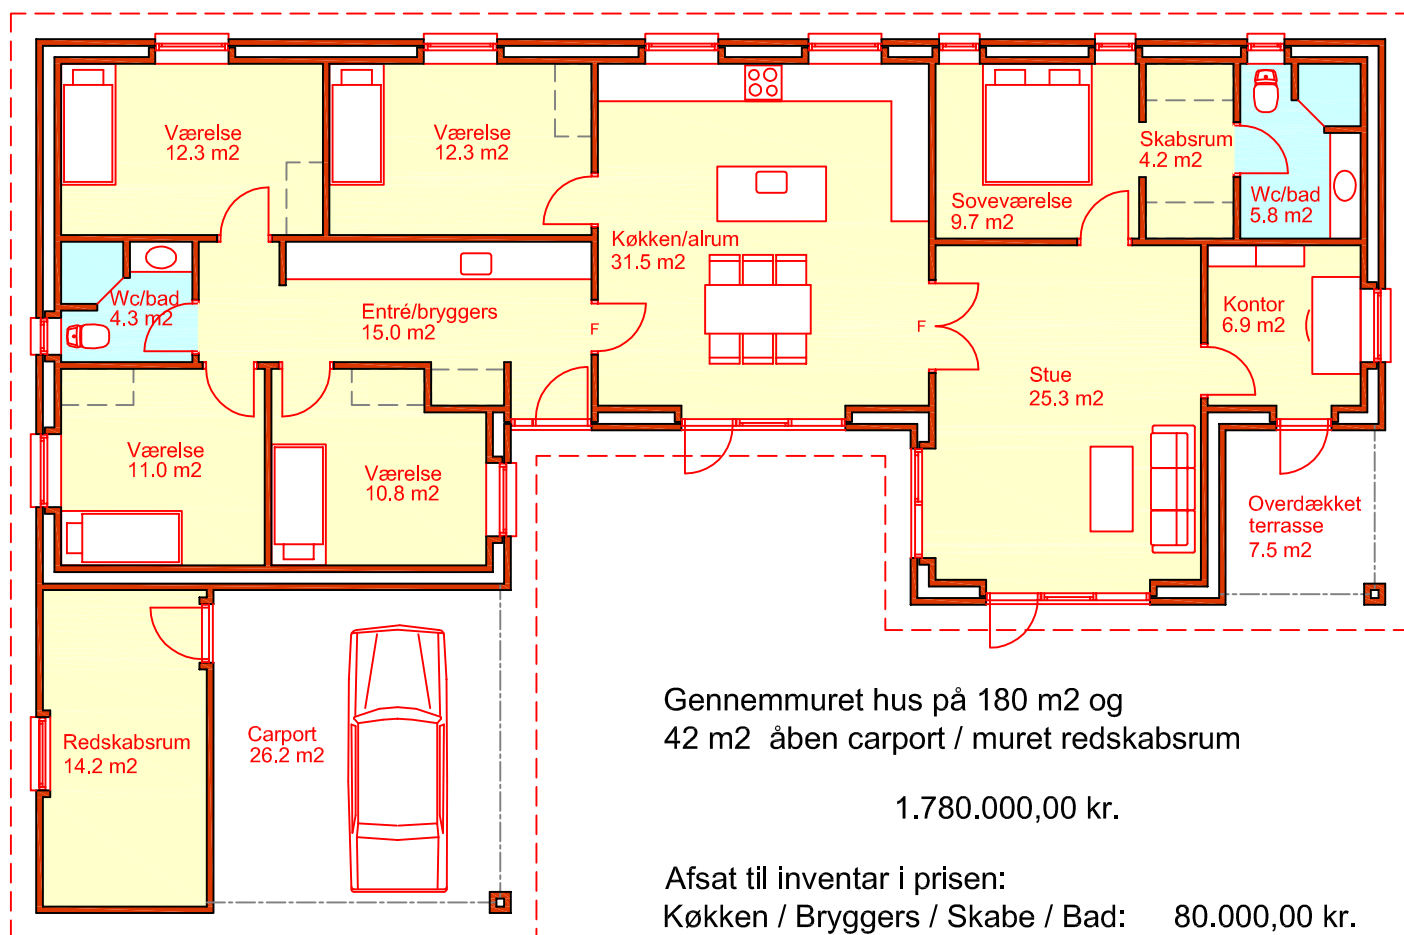 Værelse
12.3 m2
Værelse
12.3 m2
Køkken/alrum
31.5 m2
Soveværelse
9.7 m2
Skabsrum
4.2 m2
Wc/bad
5.8 m2
Wc/bad
4.3 m2
Entré/bryggers
15.0 m2
F
F
Kontor
6.9 m2
Stue
25.3 m2
Værelse
11.0 m2
Værelse
10.8 m2
Overdækket
terrasse
7.5 m2
Redskabsrum
14.2 m2
Carport
26.2 m2
Gennemmuret hus på 180 m2 og
42 m2 åben carport / muret redskabsrum
1.780.000,00 kr.
Afsat til inventar i prisen:
Køkken / Bryggers / Skabe / Bad: 80.000,00 kr.